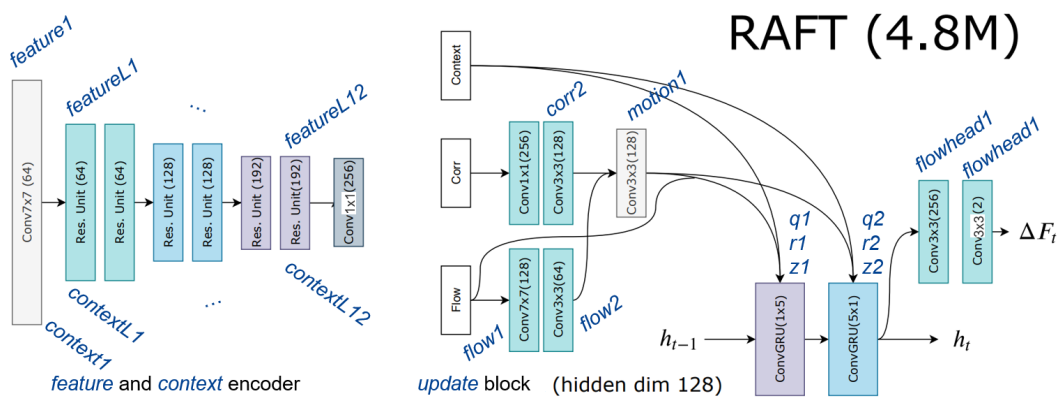 RAFT (4.8M)
feature1
featureL1
...
featureL12
Conv7x7 (64)
Res. Unit (64)
Res. Unit (64)
Res. Unit (128)
Res. Unit (128)
Res. Unit (192)
Res. Unit(192)
Conv1x1(256)
context1
contextL1
...
contextL12
feature and context encoder
Context
Corr
Flow
corr2
motion1
Conv1x1(256)
Conv3x3(128)
Conv3x3(128)
Conv7x7(128)
Conv3x3(64)
flow1
flow2
q1
r1
z1
q2
r2
z2
flowhead1
flowhead1
Conv3x3(256)
Conv3x3(2)
ΔFₜ
hₜ₋₁
ConvGRU(1x5)
ConvGRU(5x1)
hₜ
update block (hidden dim 128)